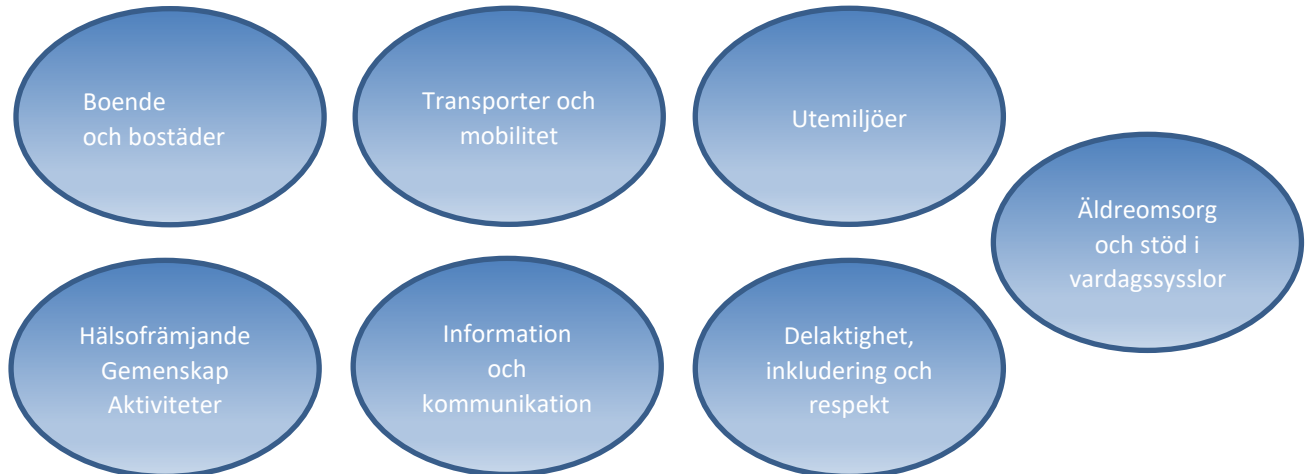 Boende
och bostäder
Transporter och
mobilitet
Utemiljöer
Äldreomsorg
och stöd i
vardagssysslor
Hälsofrämjande
Gemenskap
Aktiviteter
Information
och
kommunikation
Delaktighet,
inkludering och
respekt